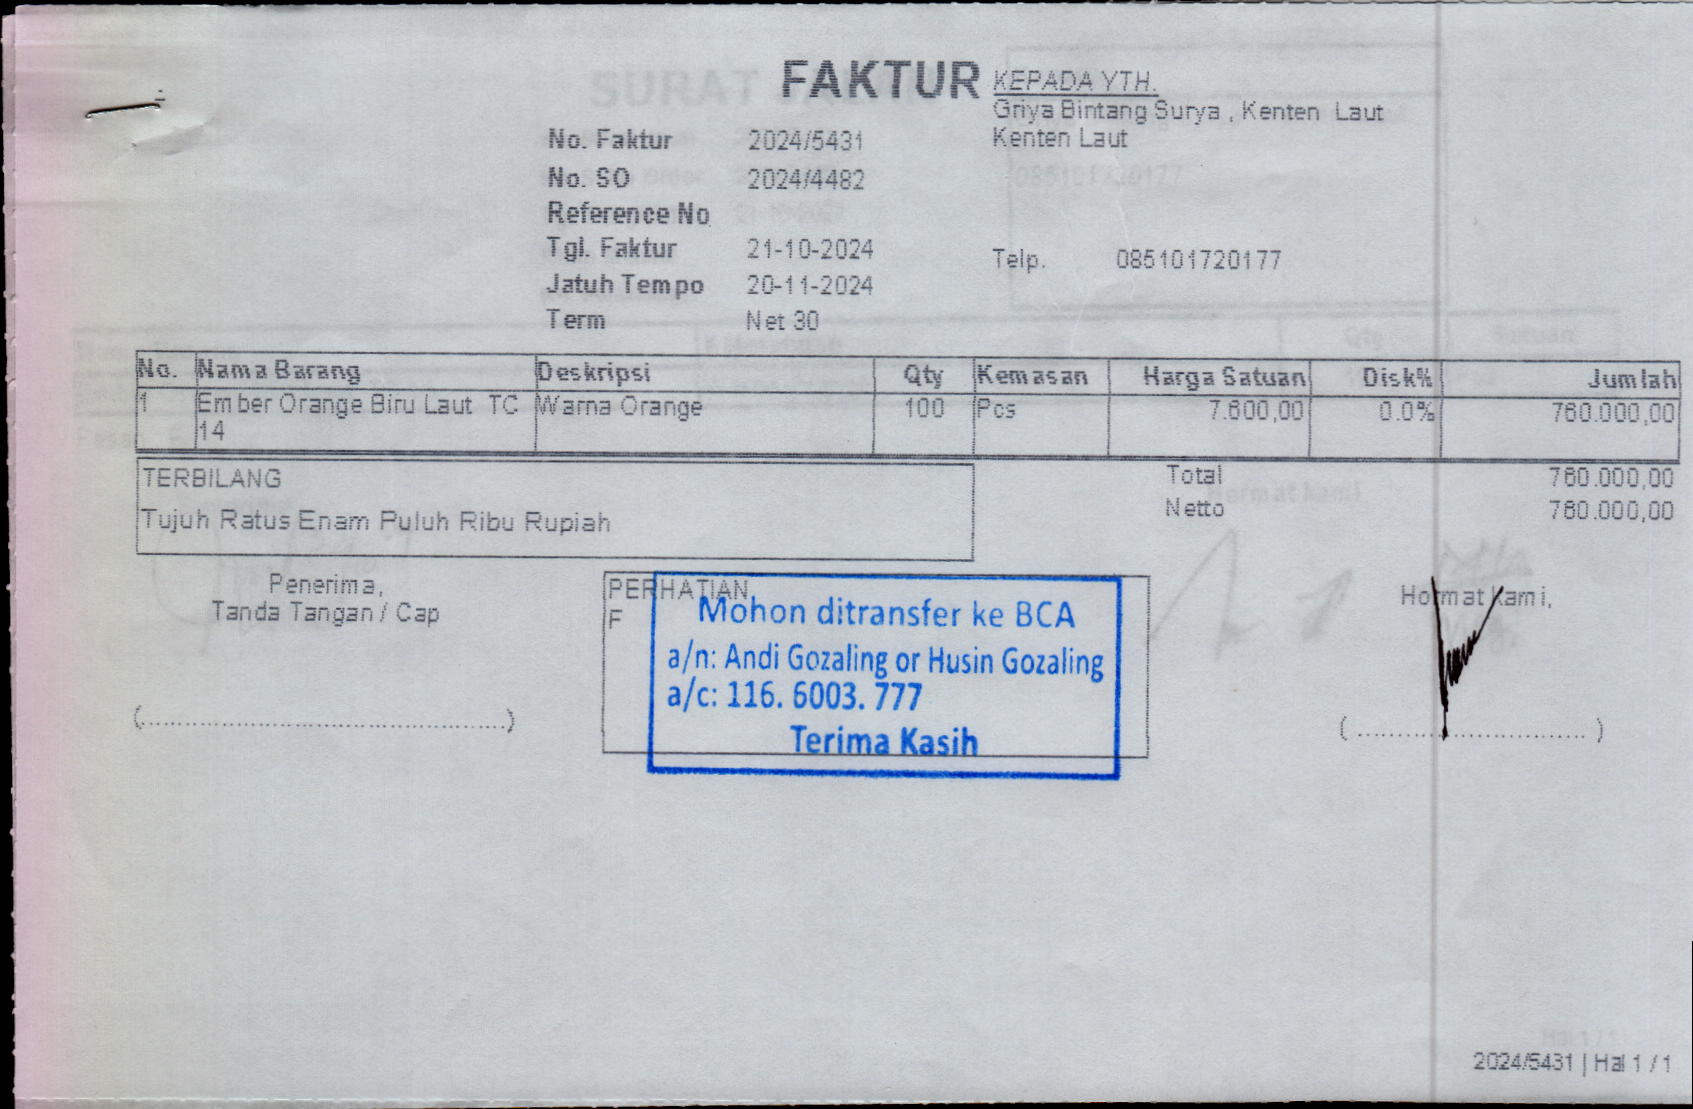 FAKTUR
KEPADA YTH.
Griya Bintang Surya , Kenten Laut
Kenten Laut
No. Faktur 2024/5431
No. SO 2024/4482
Reference No
Tgl. Faktur 21-10-2024
Telp. 085101720177
Jatuh Tempo 20-11-2024
Term Net 30
No. Nama Barang Deskripsi Qty Kemasan Harga Satuan Disk% Jumlah
1 Ember Orange Biru Laut TC Warna Orange 100 Pcs 7.600,00 0.0% 760.000,00
14
TERBILANG
Total 760.000,00
Netto 760.000,00
Tujuh Ratus Enam Puluh Ribu Rupiah
Penerima,
Tanda Tangan / Cap
PERHATIAN
F
Mohon ditransfer ke BCA
a/n: Andi Gozaling or Husin Gozaling
a/c: 116. 6003. 777
Terima Kasih
Hormat Kami,
2024/5431 | Hal 1 / 1